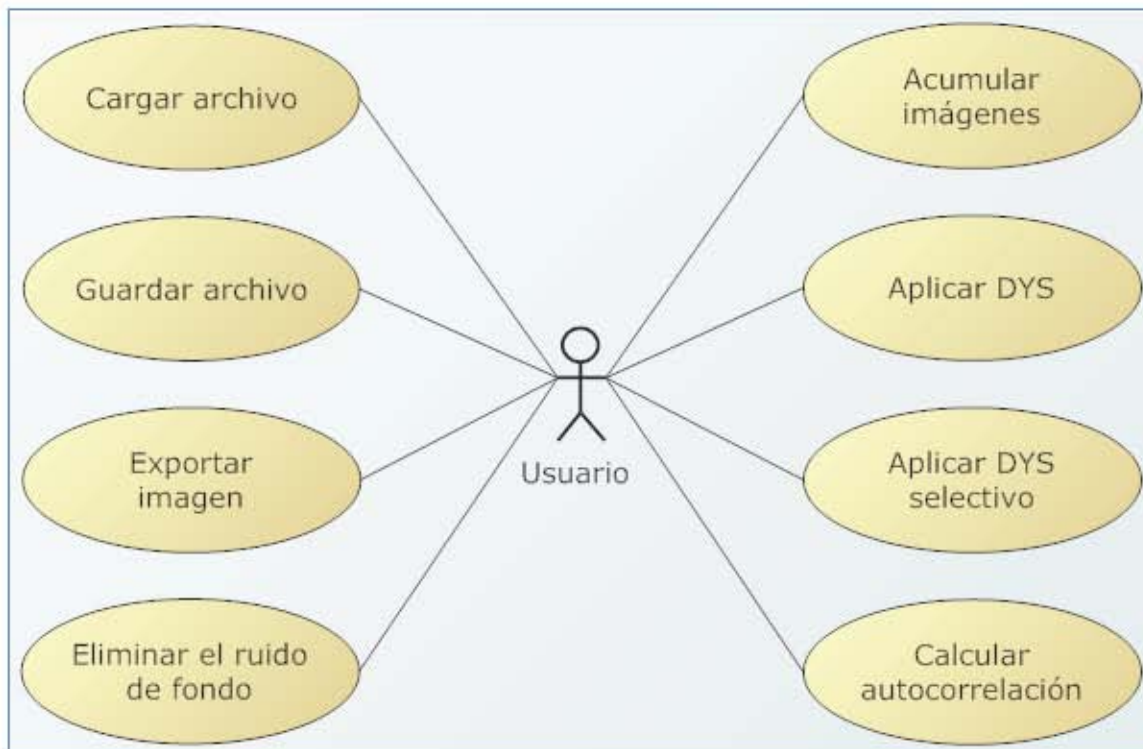 Cargar archivo
Guardar archivo
Exportar
imagen
Eliminar el ruido
de fondo
Usuario
Acumular
imágenes
Aplicar DYS
Aplicar DYS
selectivo
Calcular
autocorrelación